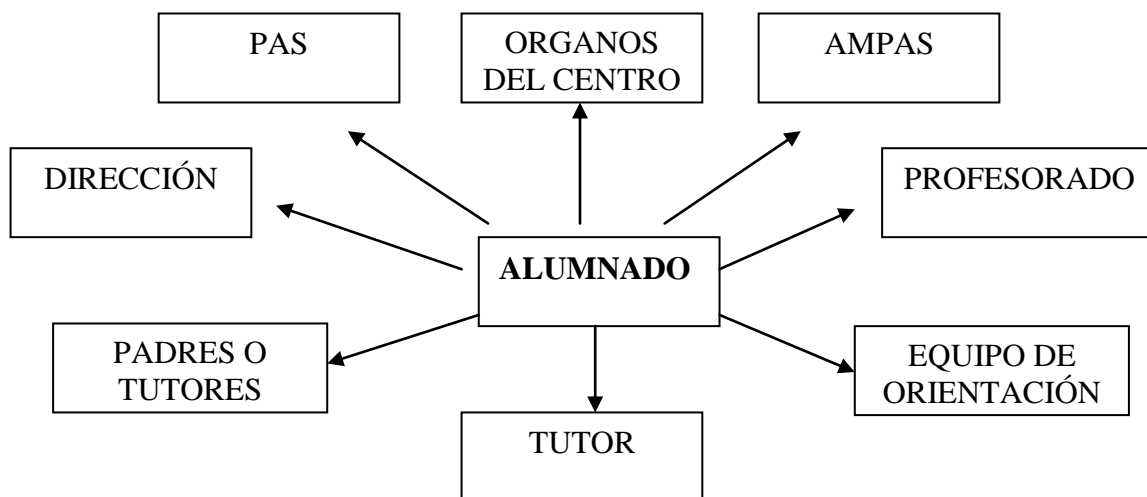 PAS
ORGANOS
DEL CENTRO
AMPAS
DIRECCIÓN
PROFESORADO
ALUMNADO
PADRES O
TUTORES
EQUIPO DE
ORIENTACIÓN
TUTOR